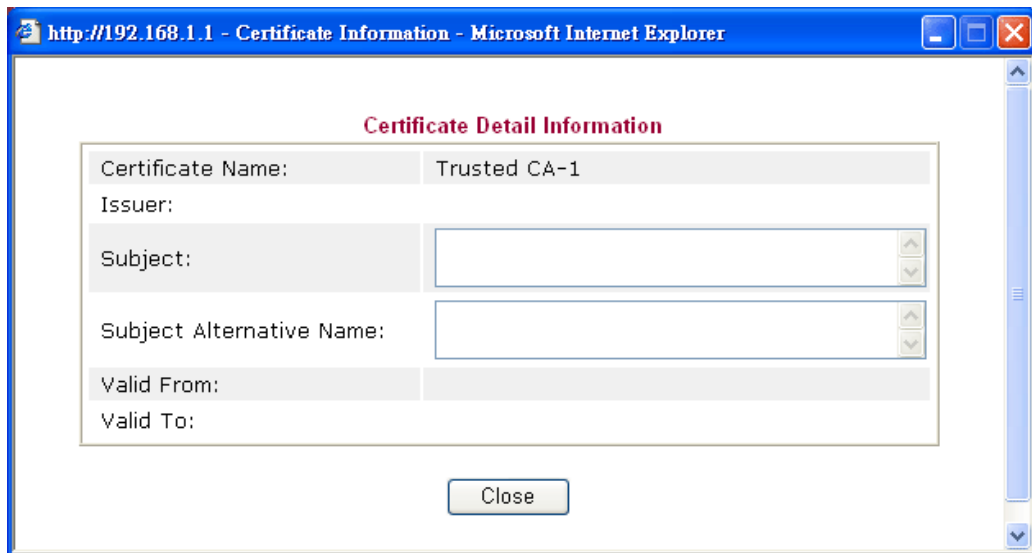 http://192.168.1.1 - Certificate Information - Microsoft Internet Explorer
Certificate Detail Information
Certificate Name: Trusted CA-1
Issuer:
Subject:
Subject Alternative Name:
Valid From:
Valid To:
Close